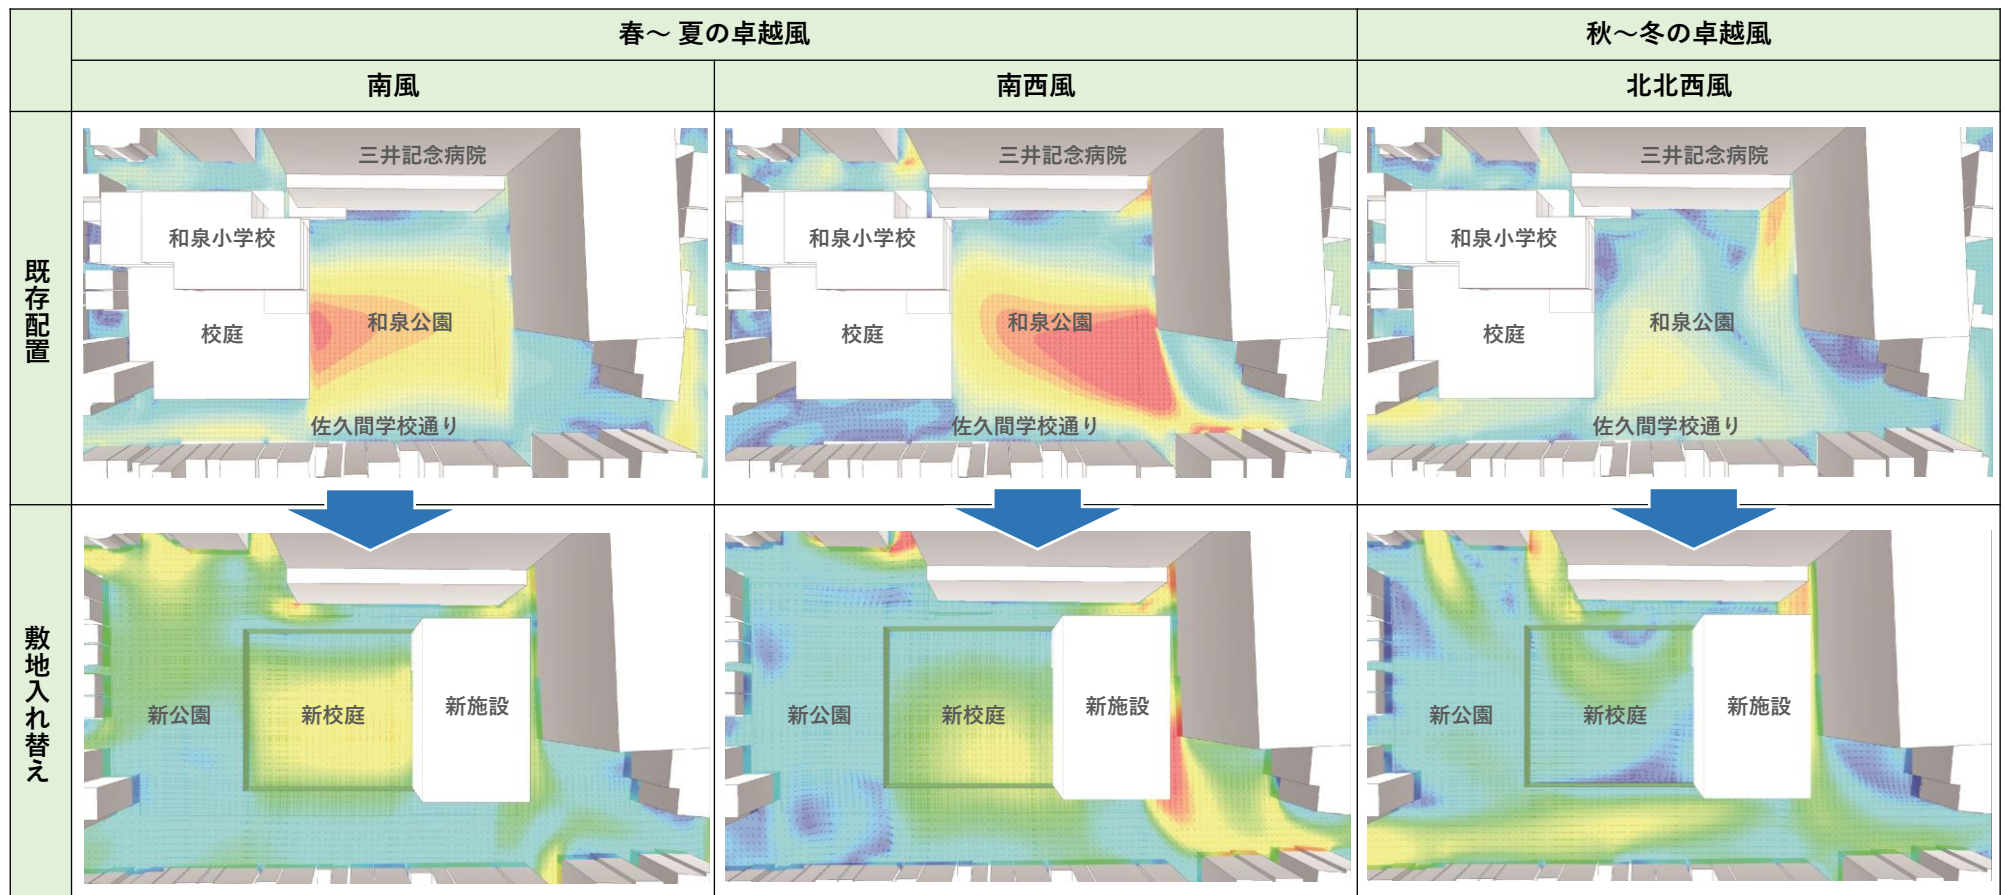 春～ 夏の卓越風
秋～冬の卓越風
南風
南西風
北北西風
既存配置
三井記念病院
和泉小学校
校庭
和泉公園
佐久間学校通り
三井記念病院
和泉小学校
校庭
和泉公園
佐久間学校通り
三井記念病院
和泉小学校
校庭
和泉公園
佐久間学校通り
敷地入れ替え
新公園
新校庭
新施設
新公園
新校庭
新施設
新公園
新校庭
新施設